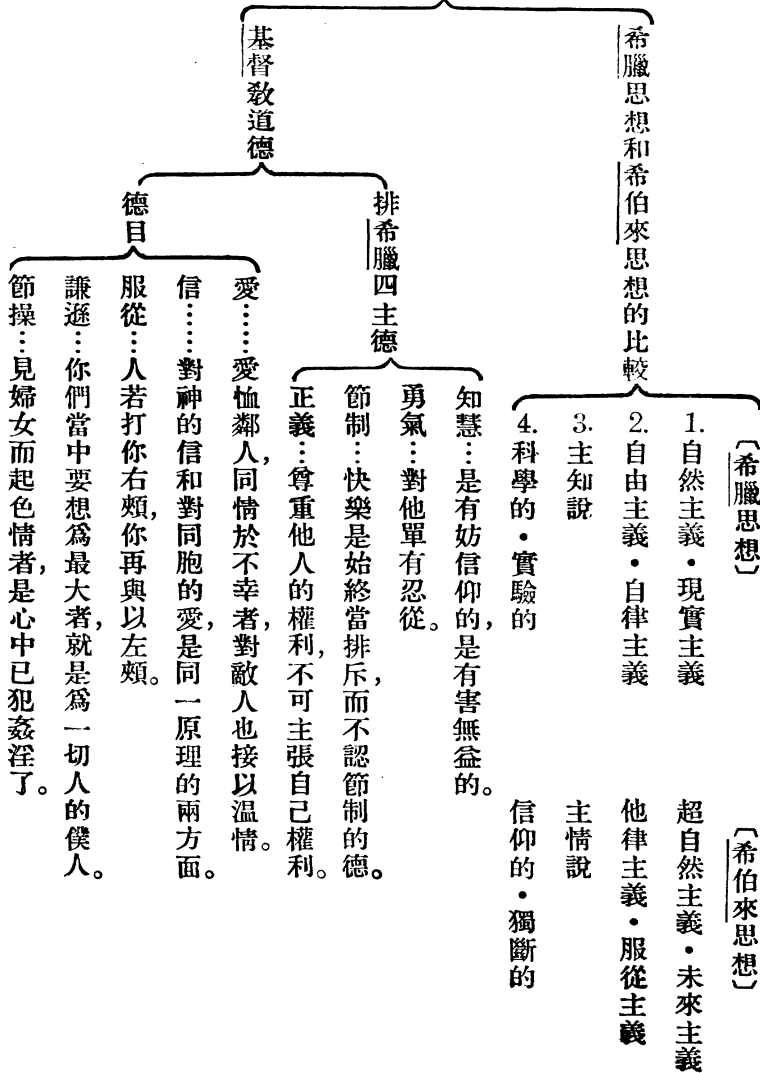 希臘思想和希伯來思想的比較
〔希臘思想〕
〔希伯來思想〕
1. 自然主義・現實主義
超自然主義・未來主義
2. 自由主義・自律主義
他律主義・服從主義
3. 主知說
主情說
4. 科學的・實驗的
信仰的・獨斷的
基督教道德
排希臘四主德
知慧…是有妨信仰的，是有害無益的。
勇氣…對他單有忍從。
節制…快樂是始終當排斥，而不認節制的德。
正義…尊重他人的權利，不可主張自己權利。
德目
愛……愛恤鄰人，同情於不幸者，對敵人也接以溫情。
信……對神的信和對同胞的愛，是同一原理的兩方面。
服從…人若打你右頰，你再與以左頰。
謙遜…你們當中要想爲最大者，就是爲一切人的僕人。
節操…見婦女而起色情者，是心中已犯姦淫了。